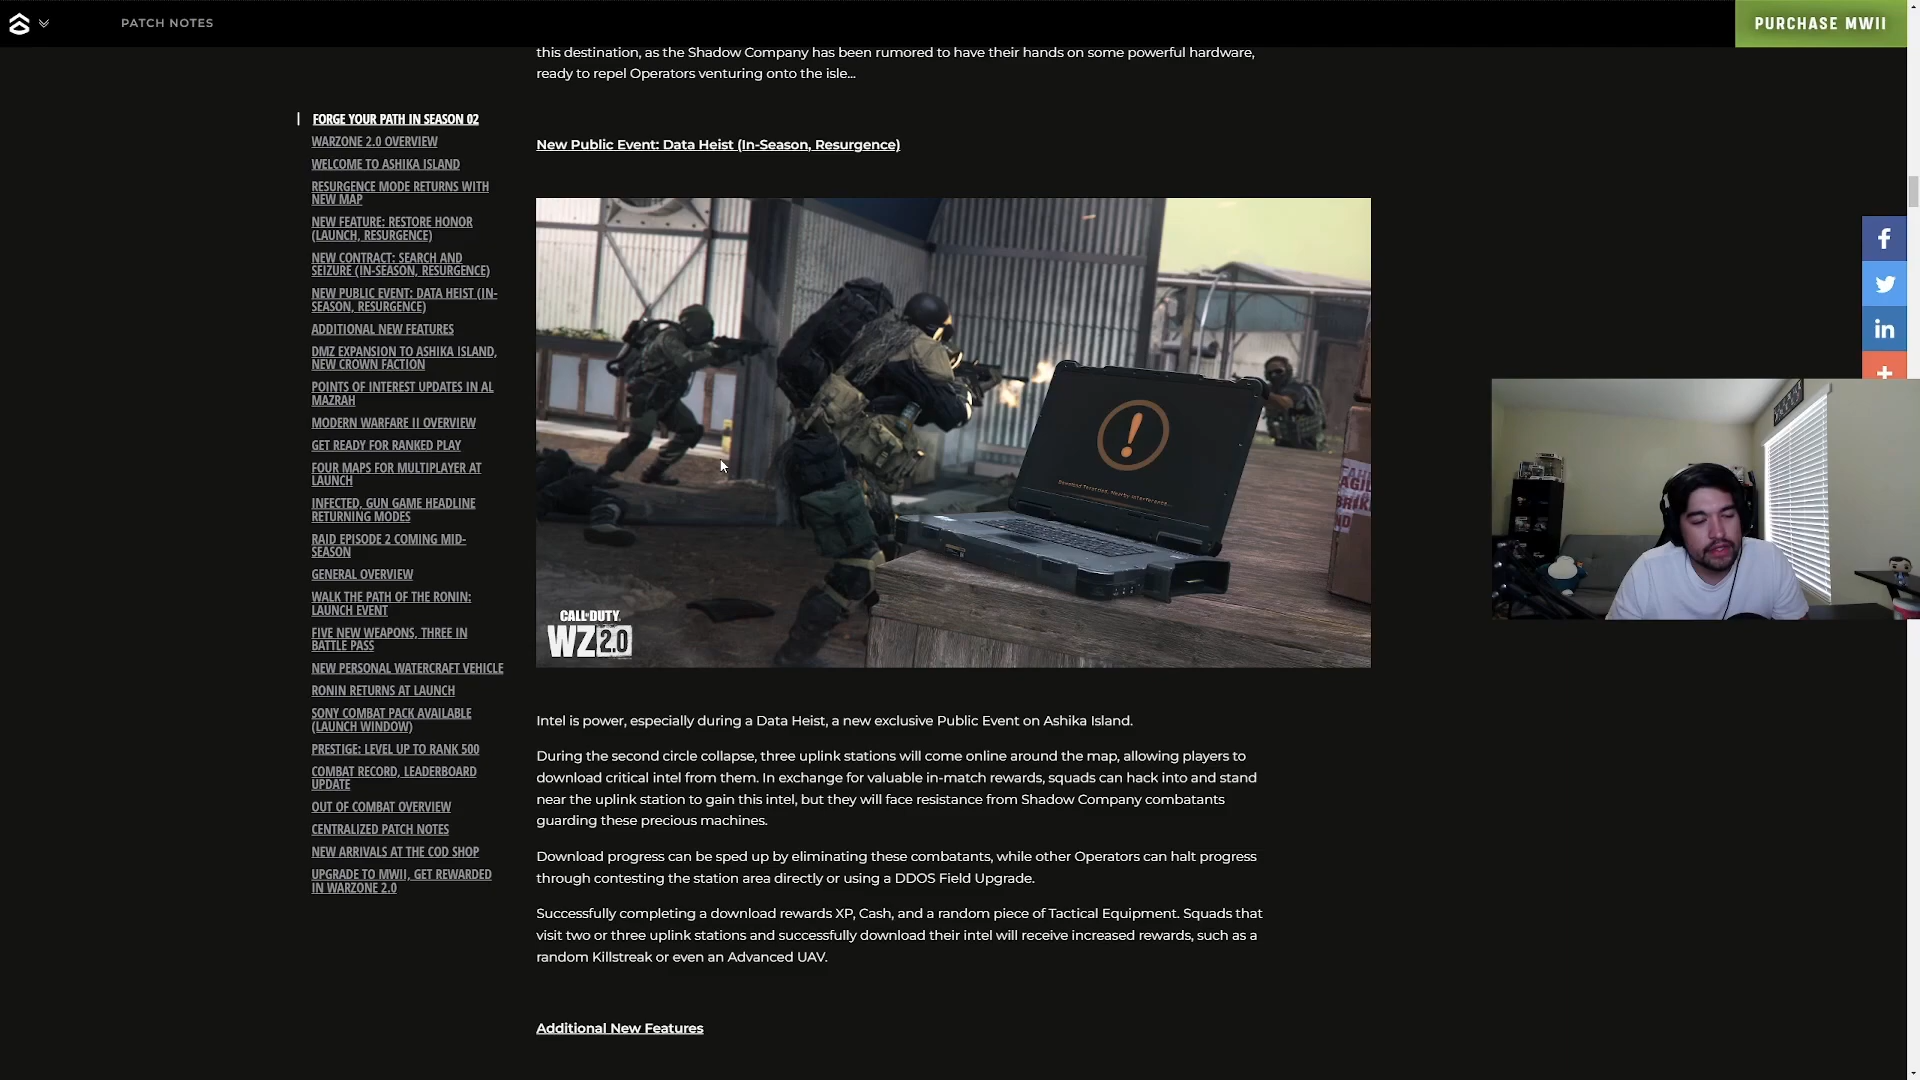 PATCH NOTES
PURCHASE MWII
this destination, as the Shadow Company has been rumored to have their hands on some powerful hardware,
ready to repel Operators venturing onto the isle...
FORGE YOUR PATH IN SEASON 02
WARZONE 2.0 OVERVIEW
WELCOME TO ASHIKA ISLAND
RESURGENCE MODE RETURNS WITH
NEW MAP
NEW FEATURE: RESTORE HONOR
(LAUNCH, RESURGENCE)
NEW CONTRACT: SEARCH AND
SEIZURE (IN-SEASON, RESURGENCE)
NEW PUBLIC EVENT: DATA HEIST (IN-
SEASON, RESURGENCE)
ADDITIONAL NEW FEATURES
DMZ EXPANSION TO ASHIKA ISLAND,
NEW CROWN FACTION
POINTS OF INTEREST UPDATES IN AL
MAZRAH
MODERN WARFARE II OVERVIEW
GET READY FOR RANKED PLAY
FOUR MAPS FOR MULTIPLAYER AT
LAUNCH
INFECTED, GUN GAME HEADLINE
RETURNING MODES
RAID EPISODE 2 COMING MID-
SEASON
GENERAL OVERVIEW
WALK THE PATH OF THE RONIN:
LAUNCH EVENT
FIVE NEW WEAPONS, THREE IN
BATTLE PASS
NEW PERSONAL WATERCRAFT VEHICLE
RONIN RETURNS AT LAUNCH
SONY COMBAT PACK AVAILABLE
(LAUNCH WINDOW)
PRESTIGE: LEVEL UP TO RANK 500
COMBAT RECORD, LEADERBOARD
UPDATE
OUT OF COMBAT OVERVIEW
CENTRALIZED PATCH NOTES
NEW ARRIVALS AT THE COD SHOP
UPGRADE TO MWII, GET REWARDED
IN WARZONE 2.0
New Public Event: Data Heist (In-Season, Resurgence)
CALL OF DUTY
WZ 2.0
Intel is power, especially during a Data Heist, a new exclusive Public Event on Ashika Island.
During the second circle collapse, three uplink stations will come online around the map, allowing players to
download critical intel from them. In exchange for valuable in-match rewards, squads can hack into and stand
near the uplink station to gain this intel, but they will face resistance from Shadow Company combatants
guarding these precious machines.
Download progress can be sped up by eliminating these combatants, while other Operators can halt progress
through contesting the station area directly or using a DDOS Field Upgrade.
Successfully completing a download rewards XP, Cash, and a random piece of Tactical Equipment. Squads that
visit two or three uplink stations and successfully download their intel will receive increased rewards, such as a
random Killstreak or even an Advanced UAV.
Additional New Features